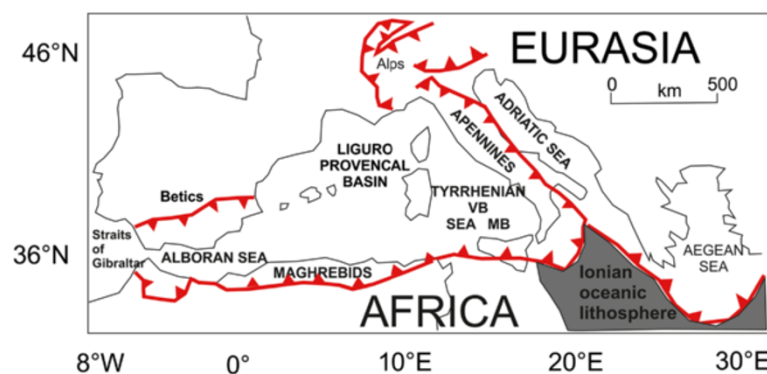 46°N
36°N
EURASIA
0 500
km
Alps
ADRIATIC SEA
APENNINES
LIGURO
PROVENCAL
BASIN
TYRRHENIAN
VB
SEA MB
Betics
Straits
of
Gibraltar
ALBORAN SEA
MAGHREBIDS
AEGEAN
SEA
Ionian
oceanic
lithosphere
AFRICA
8°W 0° 10°E 20°E 30°E